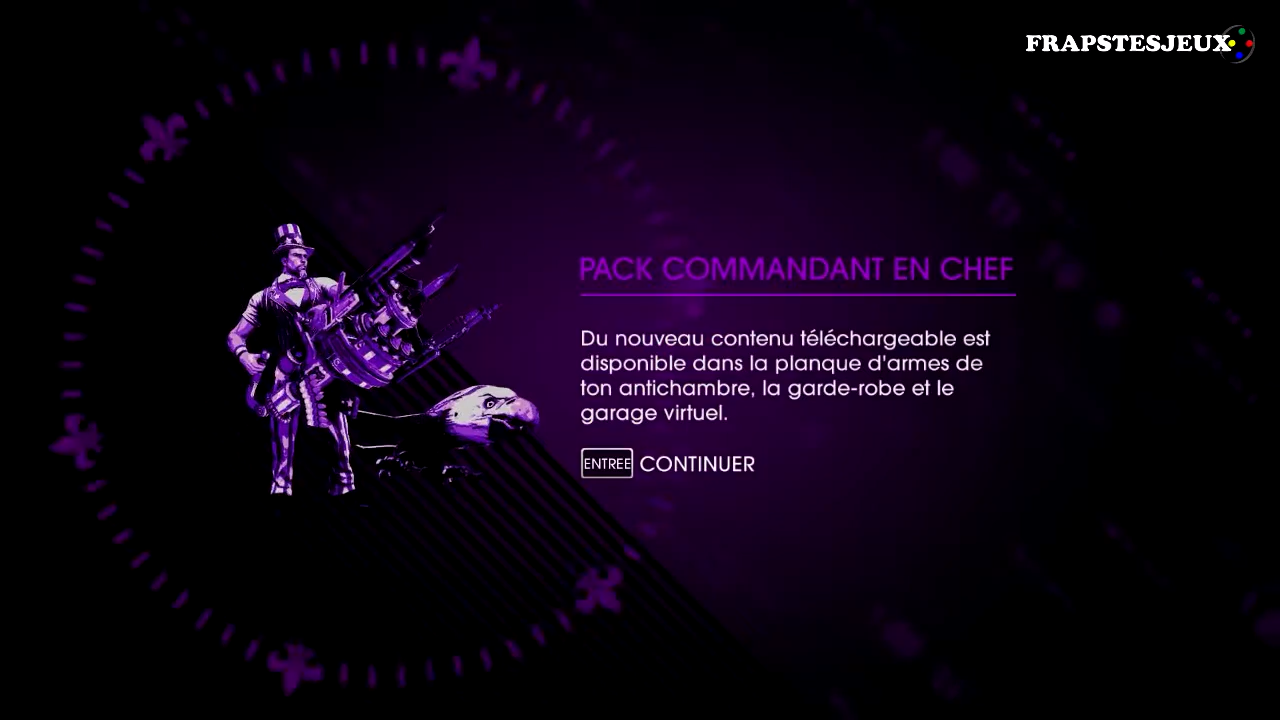 FRAPSTESJEUX
PACK COMMANDANT EN CHEF
Du nouveau contenu téléchargeable est
disponible dans la planque d'armes de
ton antichambre, la garde-robe et le
garage virtuel.
ENTREE CONTINUER